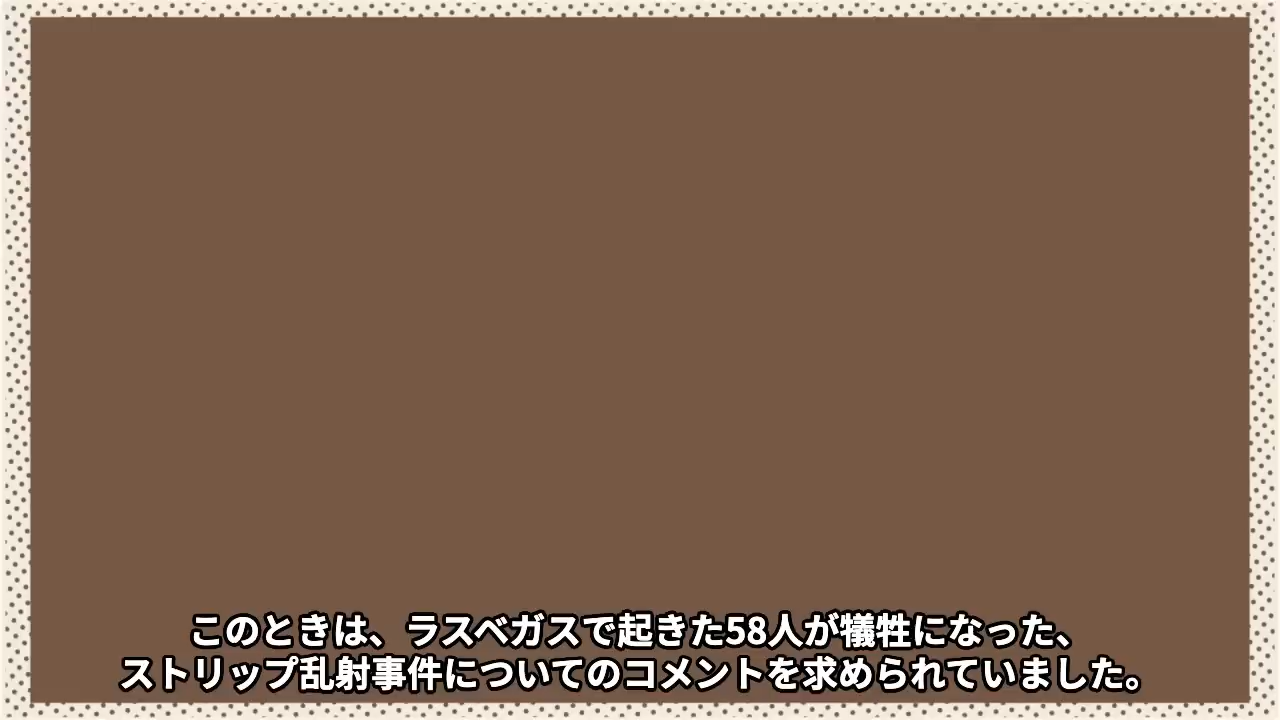 このときは、ラスベガスで起きた58人が犠牲になった、
ストリップ乱射事件についてのコメントを求められていました。